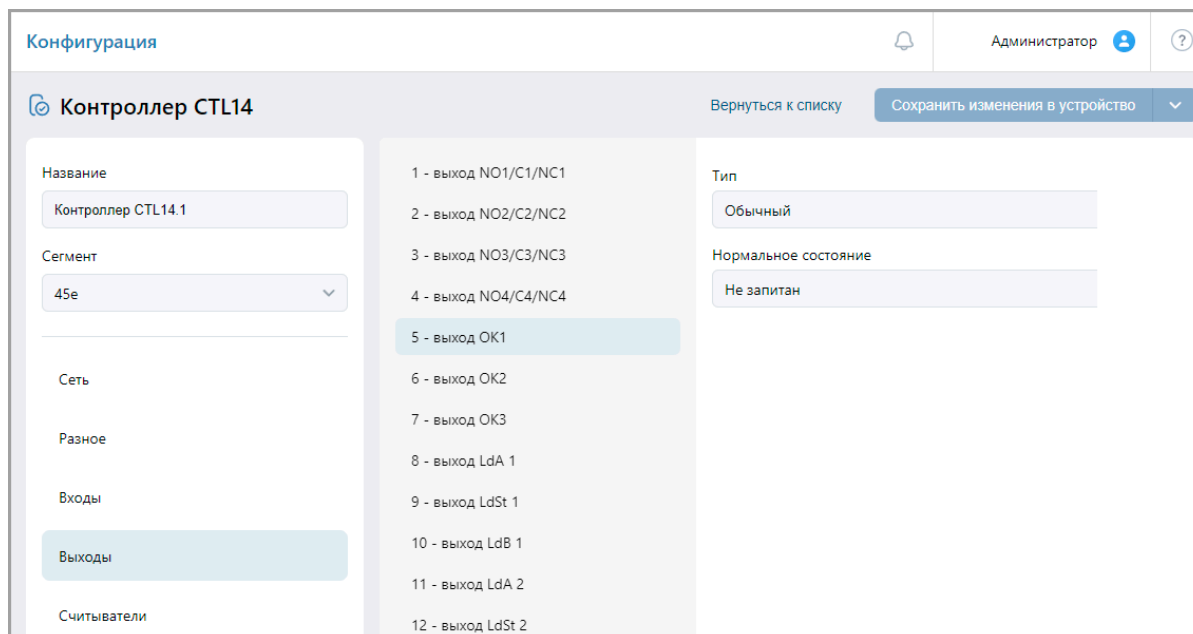 Конфигурация
Администратор
?
Контроллер CTL14
Вернуться к списку
Сохранить изменения в устройство
Название
Контроллер CTL14.1
Сегмент
45е
Сеть
Разное
Входы
Выходы
Считыватели
1 - выход NO1/C1/NC1
2 - выход NO2/C2/NC2
3 - выход NO3/C3/NC3
4 - выход NO4/C4/NC4
5 - выход OK1
6 - выход OK2
7 - выход OK3
8 - выход LdA 1
9 - выход LdSt 1
10 - выход LdB 1
11 - выход LdA 2
12 - выход LdSt 2
Тип
Обычный
Нормальное состояние
Не запитан